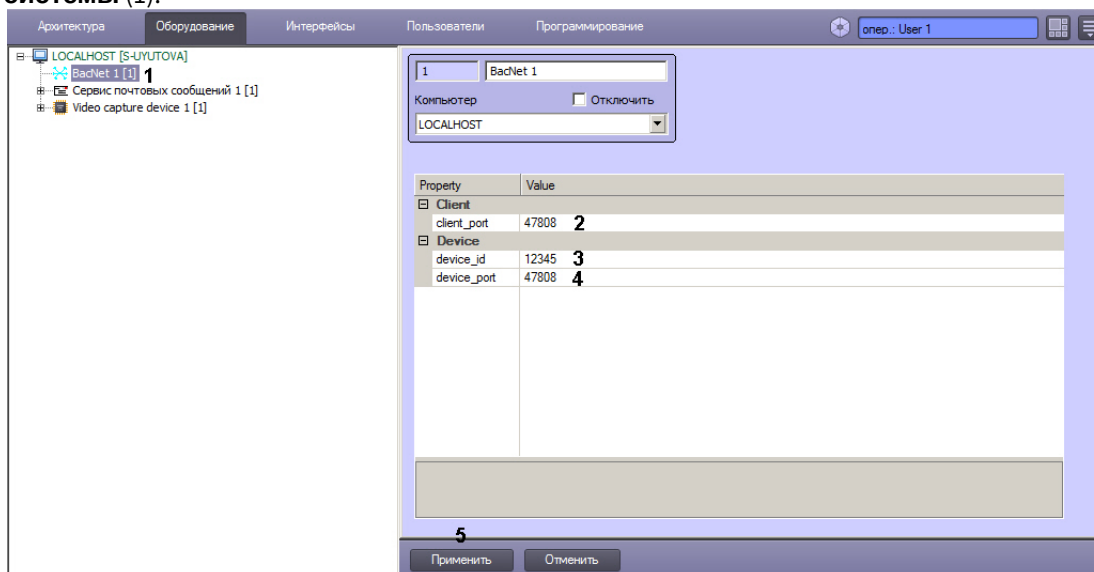 системы (1).
Архитектура Оборудование Интерфейсы Пользователи Программирование опер.: User 1
LOCALHOST [S-UYUTOVA]
BacNet 1 [1] 1
Сервис почтовых сообщений 1 [1]
Video capture device 1 [1]
1 BacNet 1
Компьютер Отключить
LOCALHOST
Property Value
Client
client_port 47808 2
Device
device_id 12345 3
device_port 47808 4
5
Применить Отменить